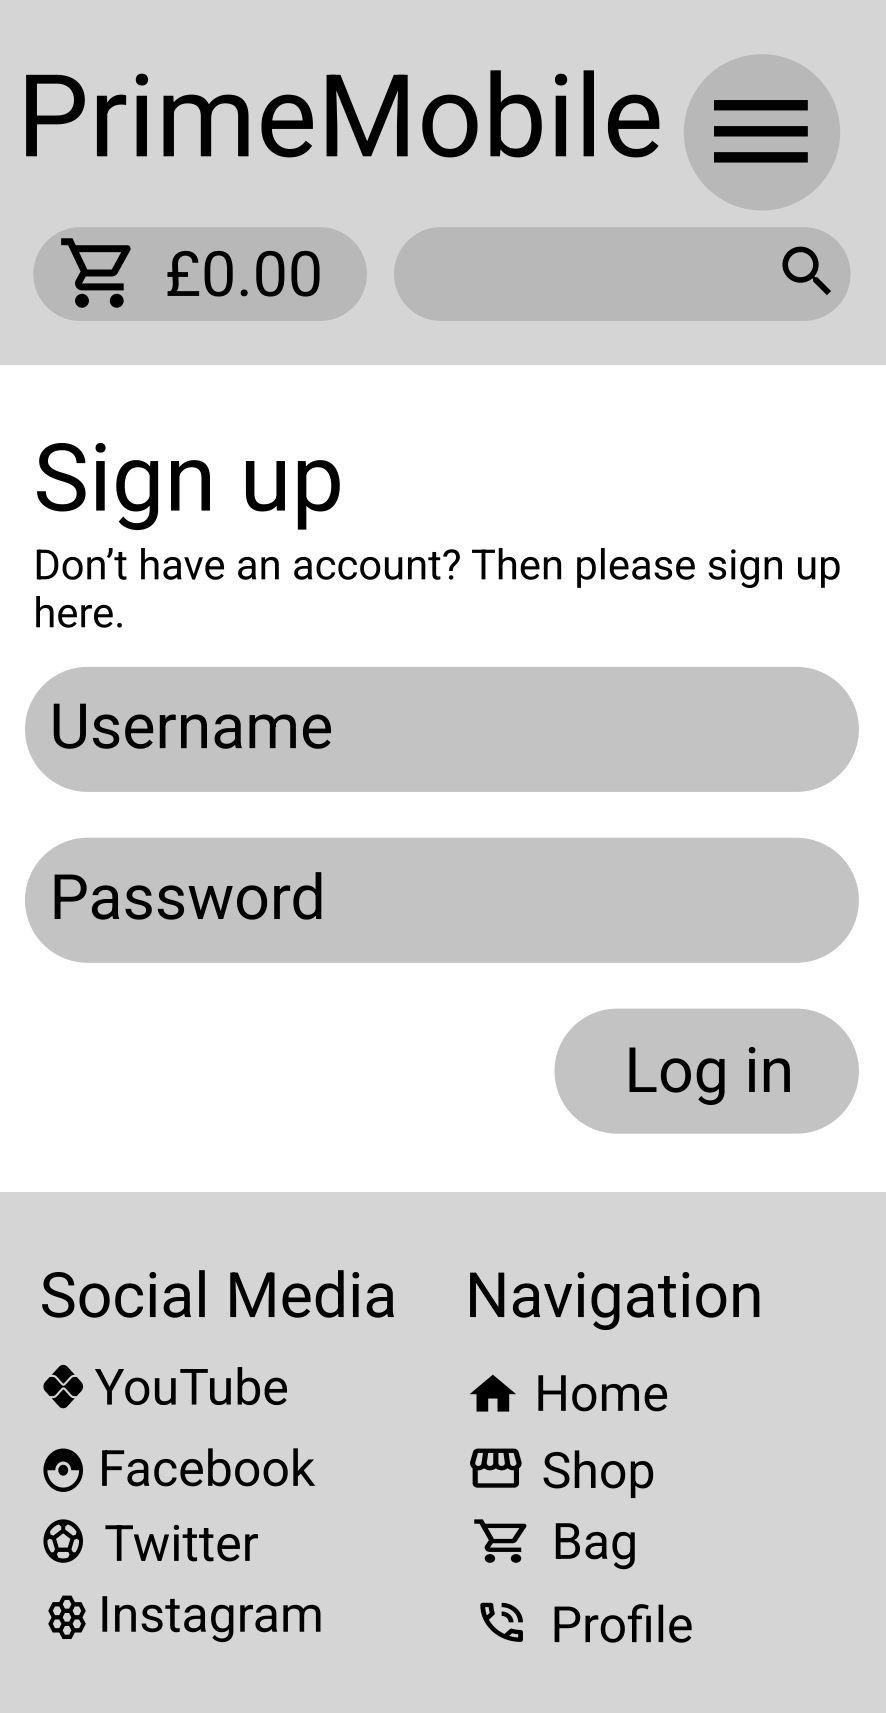 PrimeMobile
£0.00
Sign up
Don’t have an account? Then please sign up
here.
Username
Password
Log in
Social Media
YouTube
Facebook
Twitter
Instagram
Navigation
Home
Shop
Bag
Profile